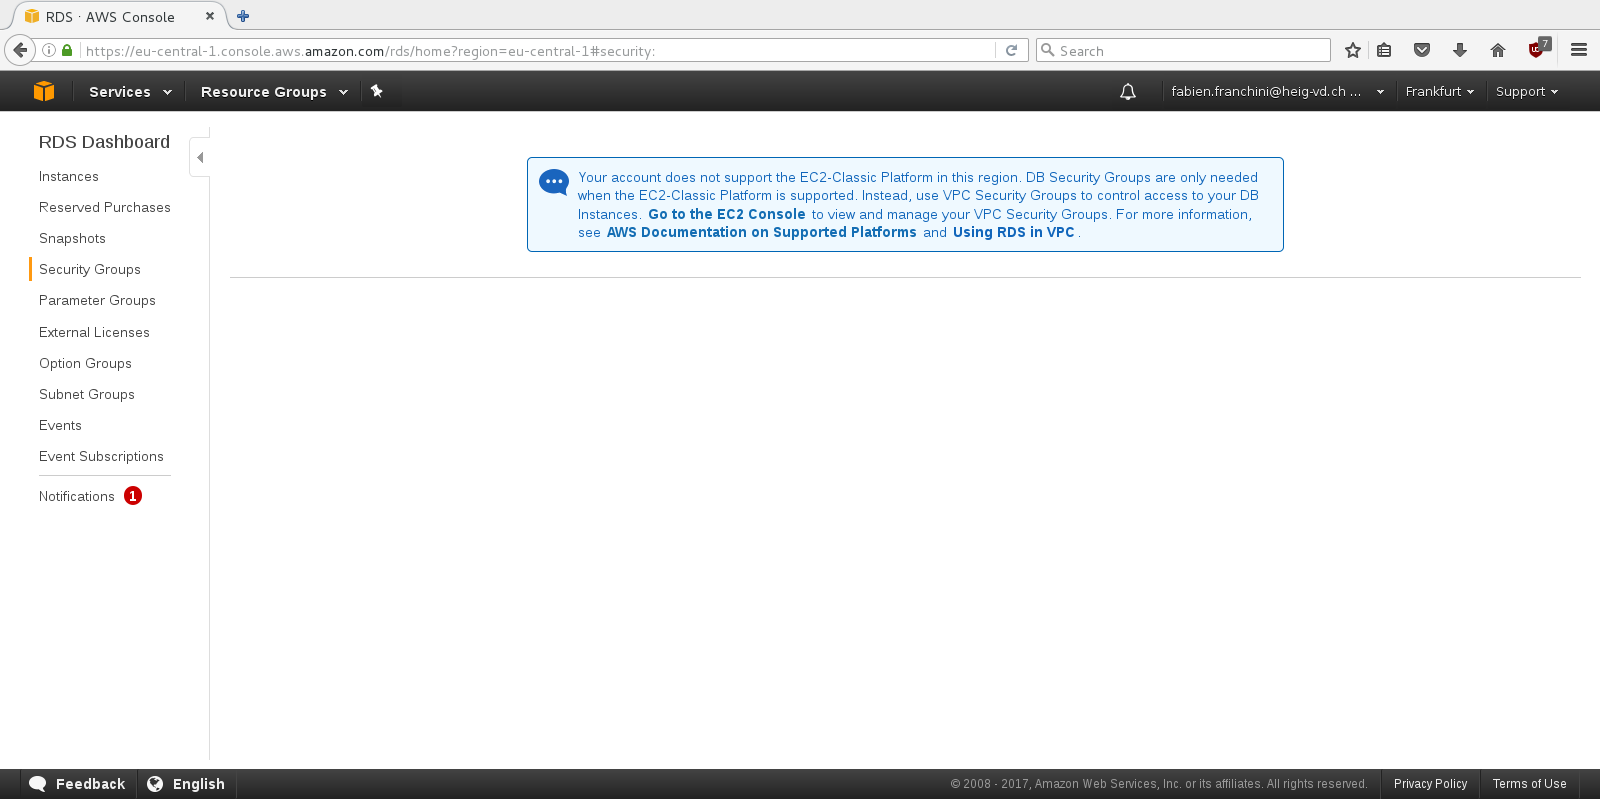 RDS · AWS Console
https://eu-central-1.console.aws.amazon.com/rds/home?region=eu-central-1#security:
Search
7
Services
Resource Groups
fabien.franchini@heig-vd.ch ...
Frankfurt
Support
RDS Dashboard
Instances
Reserved Purchases
Snapshots
Security Groups
Parameter Groups
External Licenses
Option Groups
Subnet Groups
Events
Event Subscriptions
Notifications 1
Your account does not support the EC2-Classic Platform in this region. DB Security Groups are only needed
when the EC2-Classic Platform is supported. Instead, use VPC Security Groups to control access to your DB
Instances. Go to the EC2 Console to view and manage your VPC Security Groups. For more information,
see AWS Documentation on Supported Platforms and Using RDS in VPC.
Feedback
English
© 2008 - 2017, Amazon Web Services, Inc. or its affiliates. All rights reserved.
Privacy Policy
Terms of Use